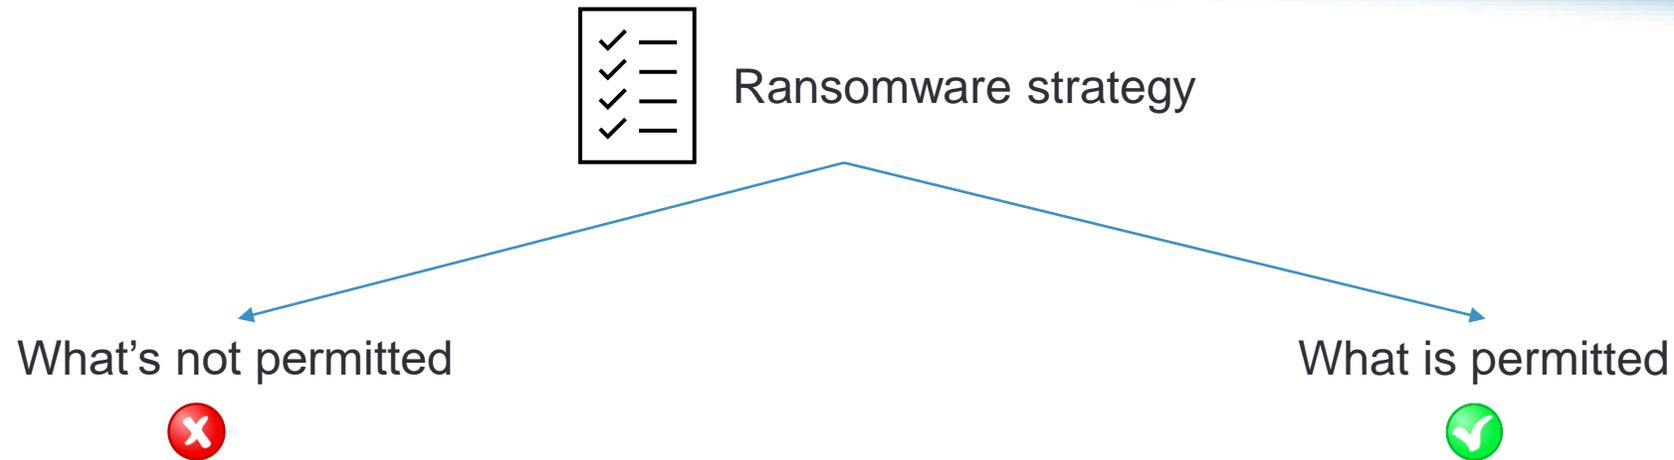 Ransomware strategy
What’s not permitted
What is permitted